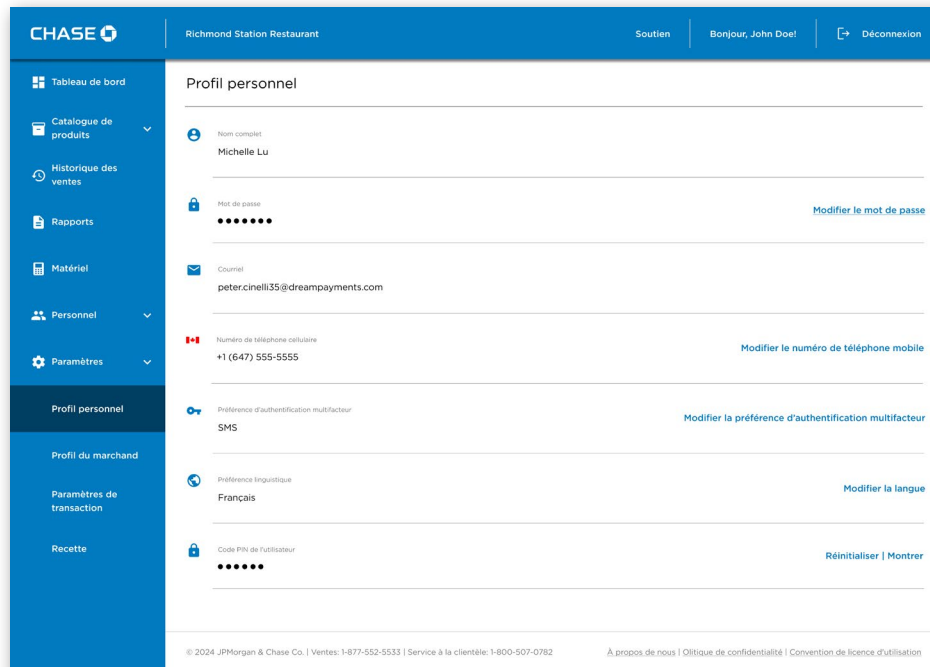 CHASE
Richmond Station Restaurant
Soutien
Bonjour, John Doe!
Déconnexion
Tableau de bord
Catalogue de
produits
Historique des
ventes
Rapports
Matériel
Personnel
Paramètres
Profil personnel
Profil du marchand
Paramètres de
transaction
Recette
Profil personnel
Nom complet
Michelle Lu
Mot de passe
●●●●●●●
Modifier le mot de passe
Courriel
peter.cinelli35@dreampayments.com
Numéro de téléphone cellulaire
+1 (647) 555-5555
Modifier le numéro de téléphone mobile
Préférence d'authentification multifacteur
SMS
Modifier la préférence d'authentification multifacteur
Préférence linguistique
Français
Modifier la langue
Code PIN de l'utilisateur
●●●●●●
Réinitialiser | Montrer
© 2024 JPMorgan & Chase Co. | Ventes: 1-877-552-5533 | Service à la clientèle: 1-800-507-0782
À propos de nous | Olitique de confidentialité | Convention de licence d'utilisation